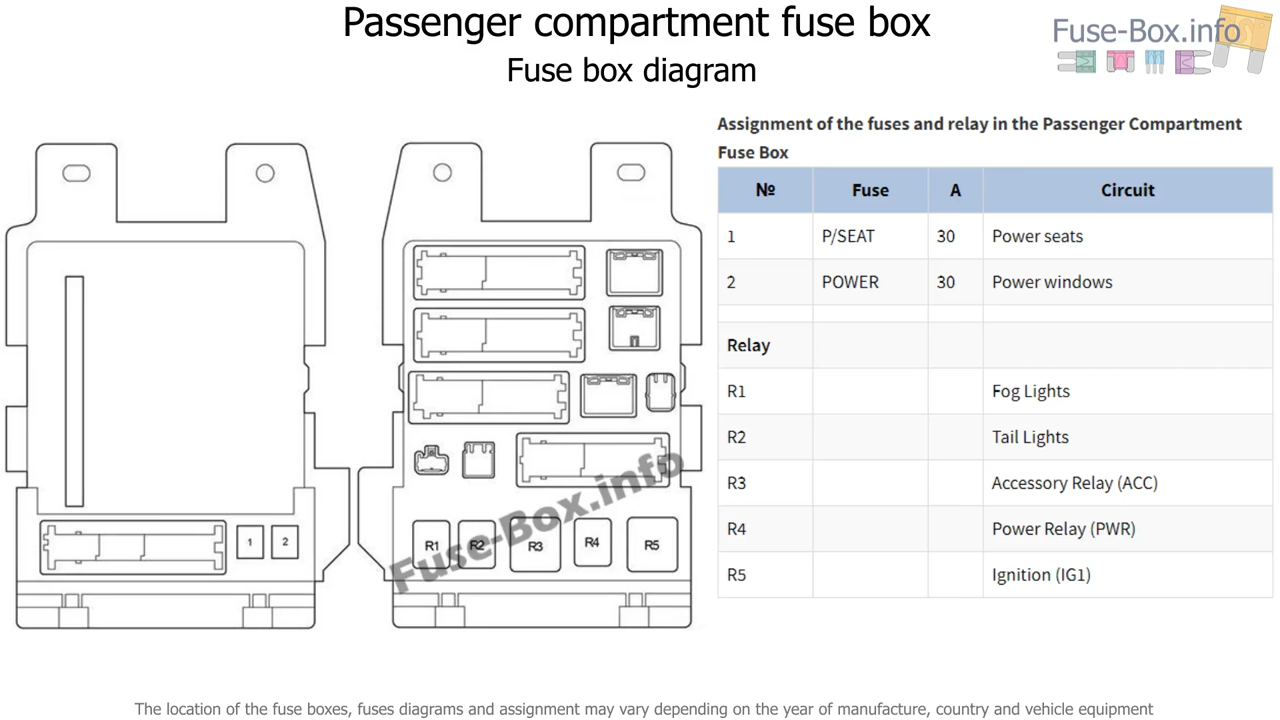 Passenger compartment fuse box
Fuse box diagram
Fuse-Box.info
Assignment of the fuses and relay in the Passenger Compartment
Fuse Box
№ Fuse A Circuit
1 P/SEAT 30 Power seats
2 POWER 30 Power windows
Relay
R1 Fog Lights
R2 Tail Lights
R3 Accessory Relay (ACC)
R4 Power Relay (PWR)
R5 Ignition (IG1)
1 2
R1 R2 R3 R4 R5
Fuse-Box.info
The location of the fuse boxes, fuses diagrams and assignment may vary depending on the year of manufacture, country and vehicle equipment